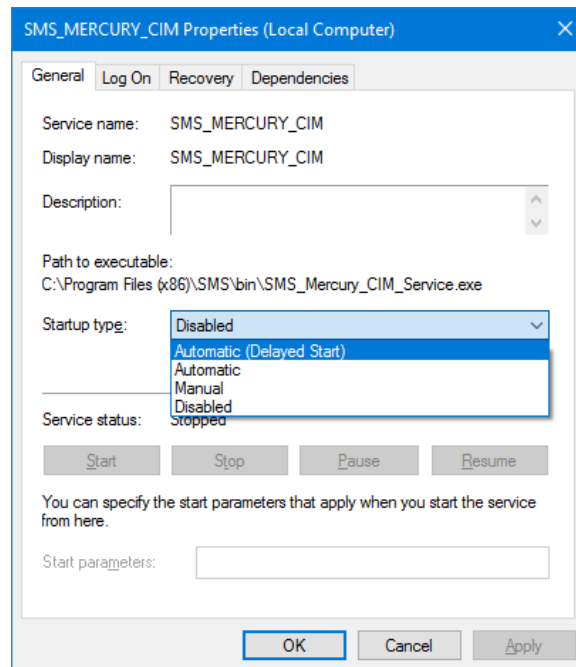 SMS_MERCURY_CIM Properties (Local Computer)
General Log On Recovery Dependencies
Service name: SMS_MERCURY_CIM
Display name: SMS_MERCURY_CIM
Description:
Path to executable:
C:\Program Files (x86)\SMS\bin\SMS_Mercury_CIM_Service.exe
Startup type: Disabled
Automatic (Delayed Start)
Automatic
Manual
Disabled
Service status: Stopped
Start Stop Pause Resume
You can specify the start parameters that apply when you start the service
from here.
Start parameters:
OK Cancel Apply